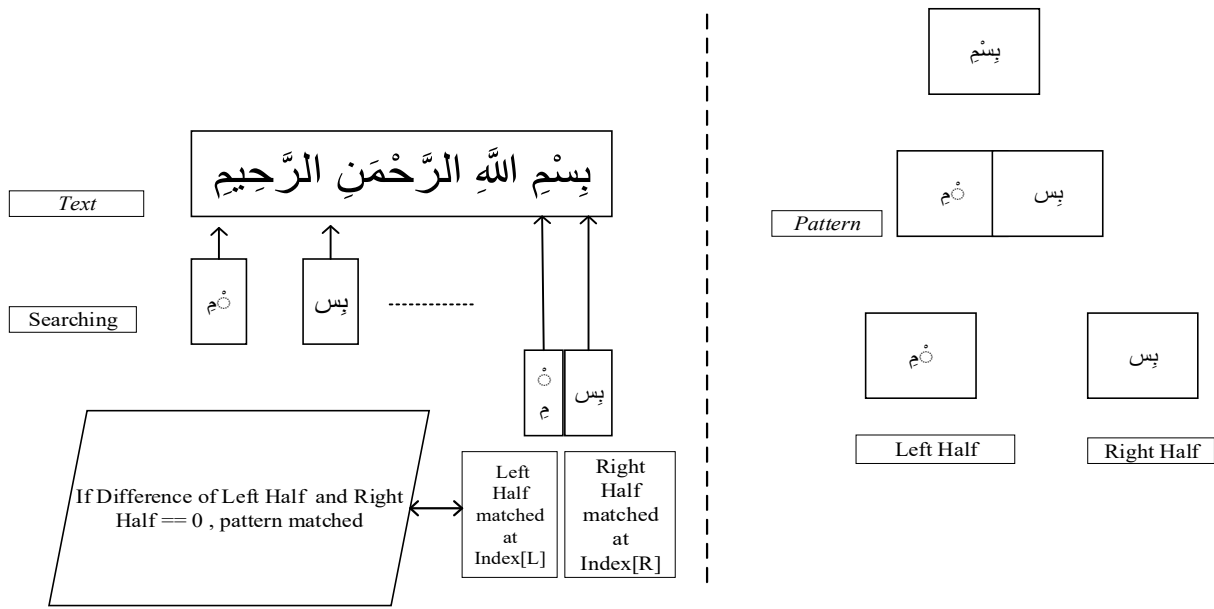 بِسْمِ اللَّهِ الرَّحْمَنِ الرَّحِيمِ
Text
ْمِ
بِس
Searching
ْ
مِ
بِس
If Difference of Left Half and Right
Half == 0 , pattern matched
Left
Half
matched
at
Index[L]
Right
Half
matched
at
Index[R]
بِسْمِ
ْمِ
بِس
Pattern
ْمِ
بِس
Left Half
Right Half